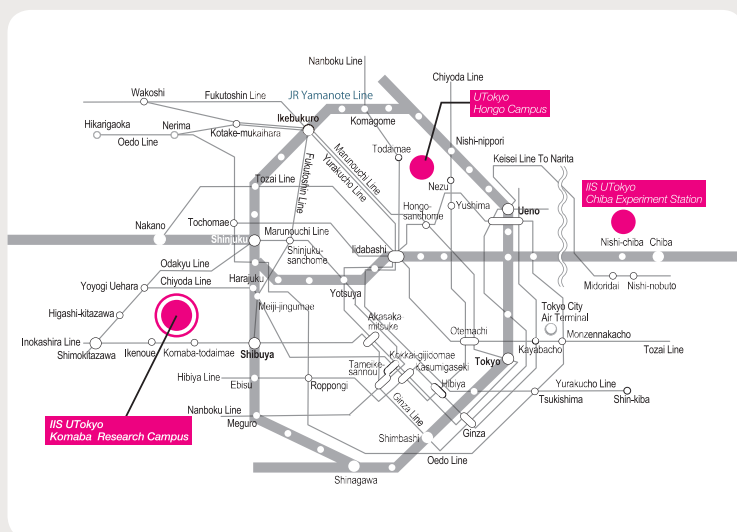 Nanboku Line
Chiyoda Line
Wakoshi
Fukutoshin Line
JR Yamanote Line
UTokyo
Hongo Campus
Hikarigaoka
Nerima
Ikebukuro
Komagome
Oedo Line
Kotake-mukaihara
Todaimae
Nishi-nippori
Keisei Line To Narita
Marunouchi Line
Yurakucho Line
Fukutoshin Line
Tozai Line
Nezu
IIS UTokyo
Chiba Experiment Station
Hongo-
sanshome
Yushima
Ueno
Nakano
Tochomae
Marunouchi Line
Shinjuku
Shinjuku-
sanchome
Iidabashi
Nishi-chiba
Chiba
Odakyu Line
Chiyoda Line
Harajuku
Yoyogi Uehara
Yotsuya
Midoridai
Nishi-nobuto
Meiji-jingumae
Higashi-kitazawa
Akasaka-
mitsuke
Tokyo City
Air Terminal
Otemachi
Monzennakacho
Inokashira Line
Shimokitazawa
Ikenoue
Komaba-todaimae
Shibuya
Kokkai-gijioomae
Kayabacho
Tozai Line
Tameike-
sannou
Kasumigaseki
Tokyo
Hibiya Line
Ebisu
Roppongi
Hibiya
Yurakucho Line
Tsukishima
Shin-kiba
Nanboku Line
Meguro
Ginza Line
Ginza
IIS UTokyo
Komaba Research Campus
Shimbashi
Oedo Line
Shinagawa